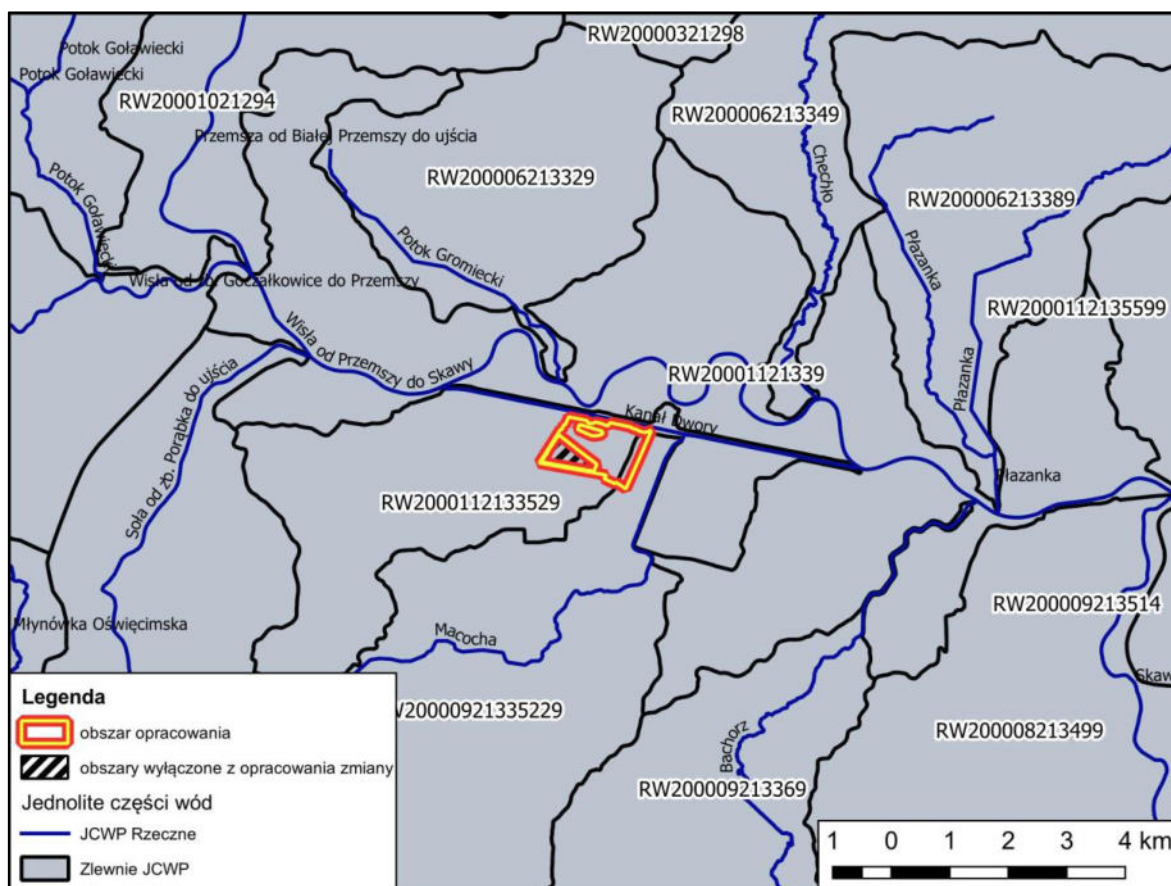 RW20000321298
Potok Goławiecki
Potok Goławiecki
RW20001021294
RW200006213349
Przemsza od Białej Przemszy do ujścia
Chechło
RW200006213329
RW200006213389
Potok Goławiecki
Potok Gromiecki
Płazanka
Wisła od zb. Goczałkowice do Przemszy
RW2000112135599
Wisła od Przemszy do Skawy
RW20001121339
Płazanka
Kanał Dwory
Soła od zb. Porąbka do ujścia
Płazanka
RW2000112133529
RW200009213514
Młynówka Oświęcimska
Macocha
Skaw
W20000921335229
Bachorz
RW200008213499
RW200009213369
Legenda
obszar opracowania
obszary wyłączone z opracowania zmiany
Jednolite części wód
JCWP Rzeczne
Zlewnie JCWP
1 0 1 2 3 4 km